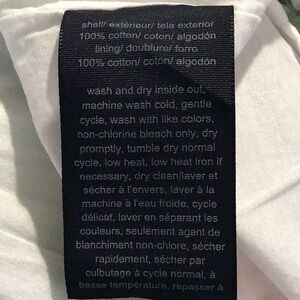 shell/ extérieur/ tela exterior
100% cotton/ coton/ algodón
lining/ doublure/ forro
100% cotton/ coton/ algodón
wash and dry inside out,
machine wash cold, gentle
cycle, wash with like colors,
non-chlorine bleach only, dry
promptly, tumble dry normal
cycle, low heat, low heat iron if
necessary, dry clean/laver et
sécher à l'envers, laver à la
machine à l'eau froide, cycle
délicat, laver en séparant les
couleurs, seulement agent de
blanchiment non-chlore, sécher
rapidement, sécher par
culbutage à cycle normal, à
basse température, repasser à